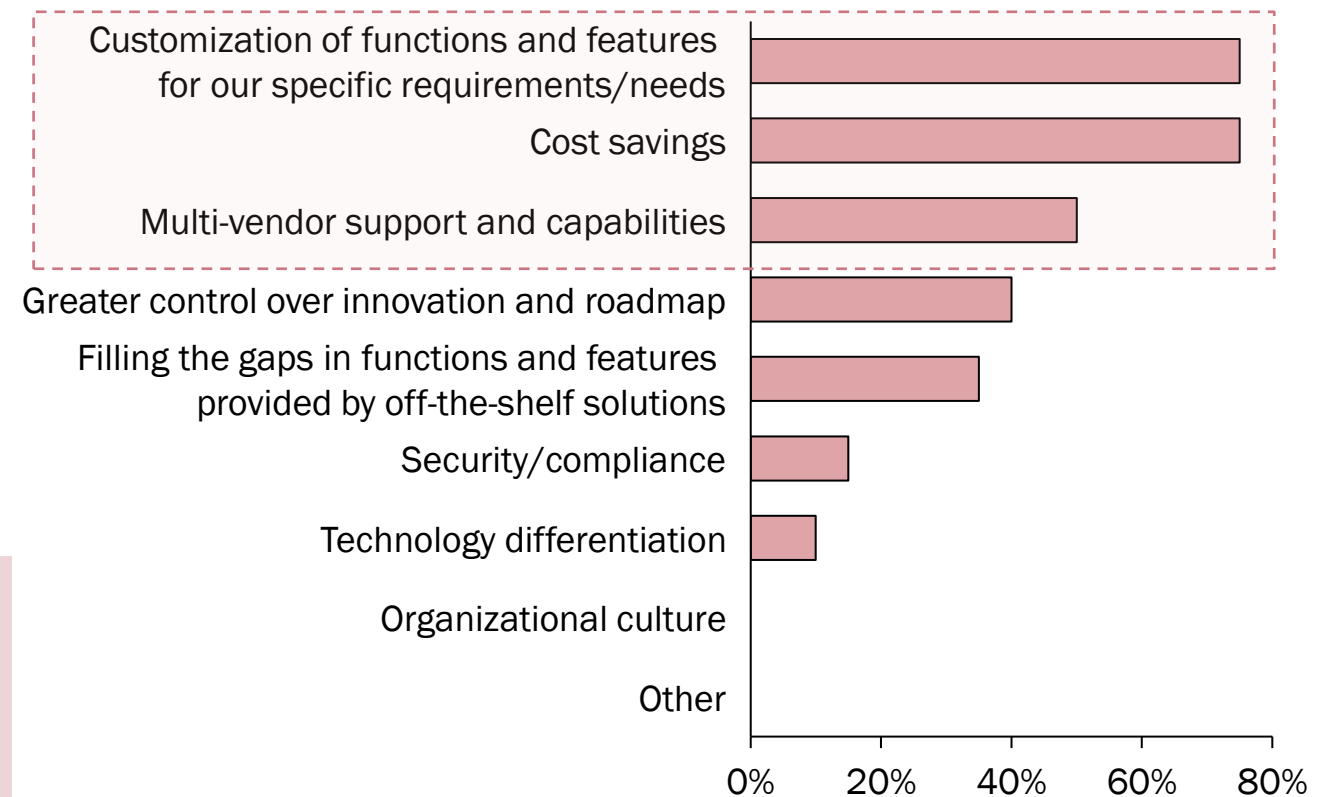 Customization of functions and features
for our specific requirements/needs
Cost savings
Multi-vendor support and capabilities
Greater control over innovation and roadmap
Filling the gaps in functions and features
provided by off-the-shelf solutions
Security/compliance
Technology differentiation
Organizational culture
Other
0% 20% 40% 60% 80%